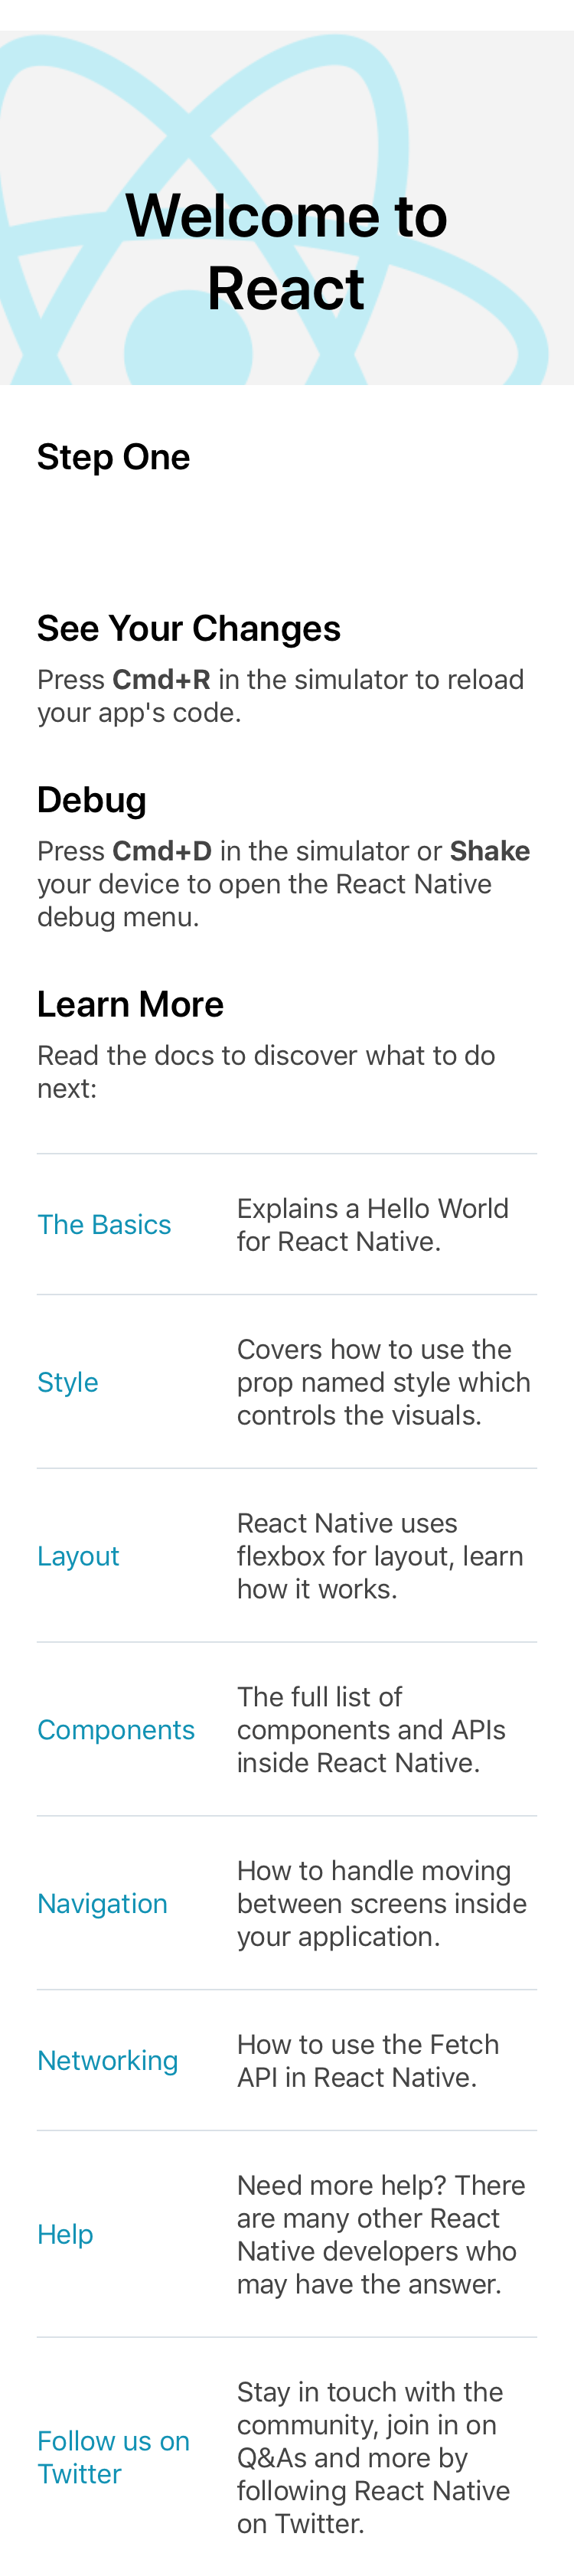 Welcome to
React
Step One
See Your Changes
Press Cmd+R in the simulator to reload
your app's code.
Debug
Press Cmd+D in the simulator or Shake
your device to open the React Native
debug menu.
Learn More
Read the docs to discover what to do
next:
The Basics
Explains a Hello World
for React Native.
Style
Covers how to use the
prop named style which
controls the visuals.
Layout
React Native uses
flexbox for layout, learn
how it works.
Components
The full list of
components and APIs
inside React Native.
Navigation
How to handle moving
between screens inside
your application.
Networking
How to use the Fetch
API in React Native.
Help
Need more help? There
are many other React
Native developers who
may have the answer.
Follow us on
Twitter
Stay in touch with the
community, join in on
Q&As and more by
following React Native
on Twitter.